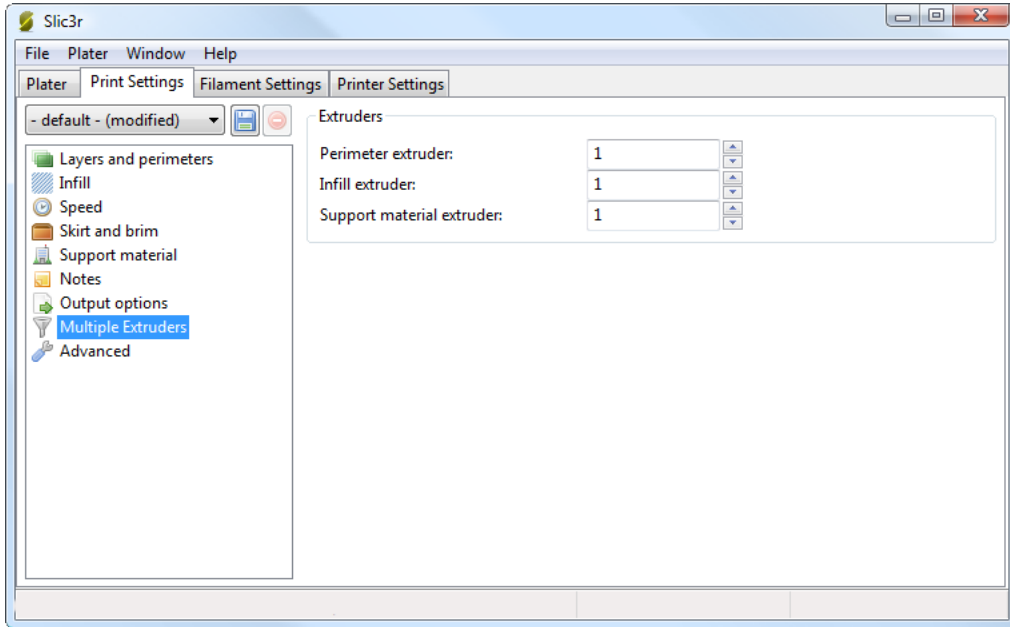 Slic3r
File Plater Window Help
Plater Print Settings Filament Settings Printer Settings
- default - (modified)
Layers and perimeters
Infill
Speed
Skirt and brim
Support material
Notes
Output options
Multiple Extruders
Advanced
Extruders
Perimeter extruder: 1
Infill extruder: 1
Support material extruder: 1